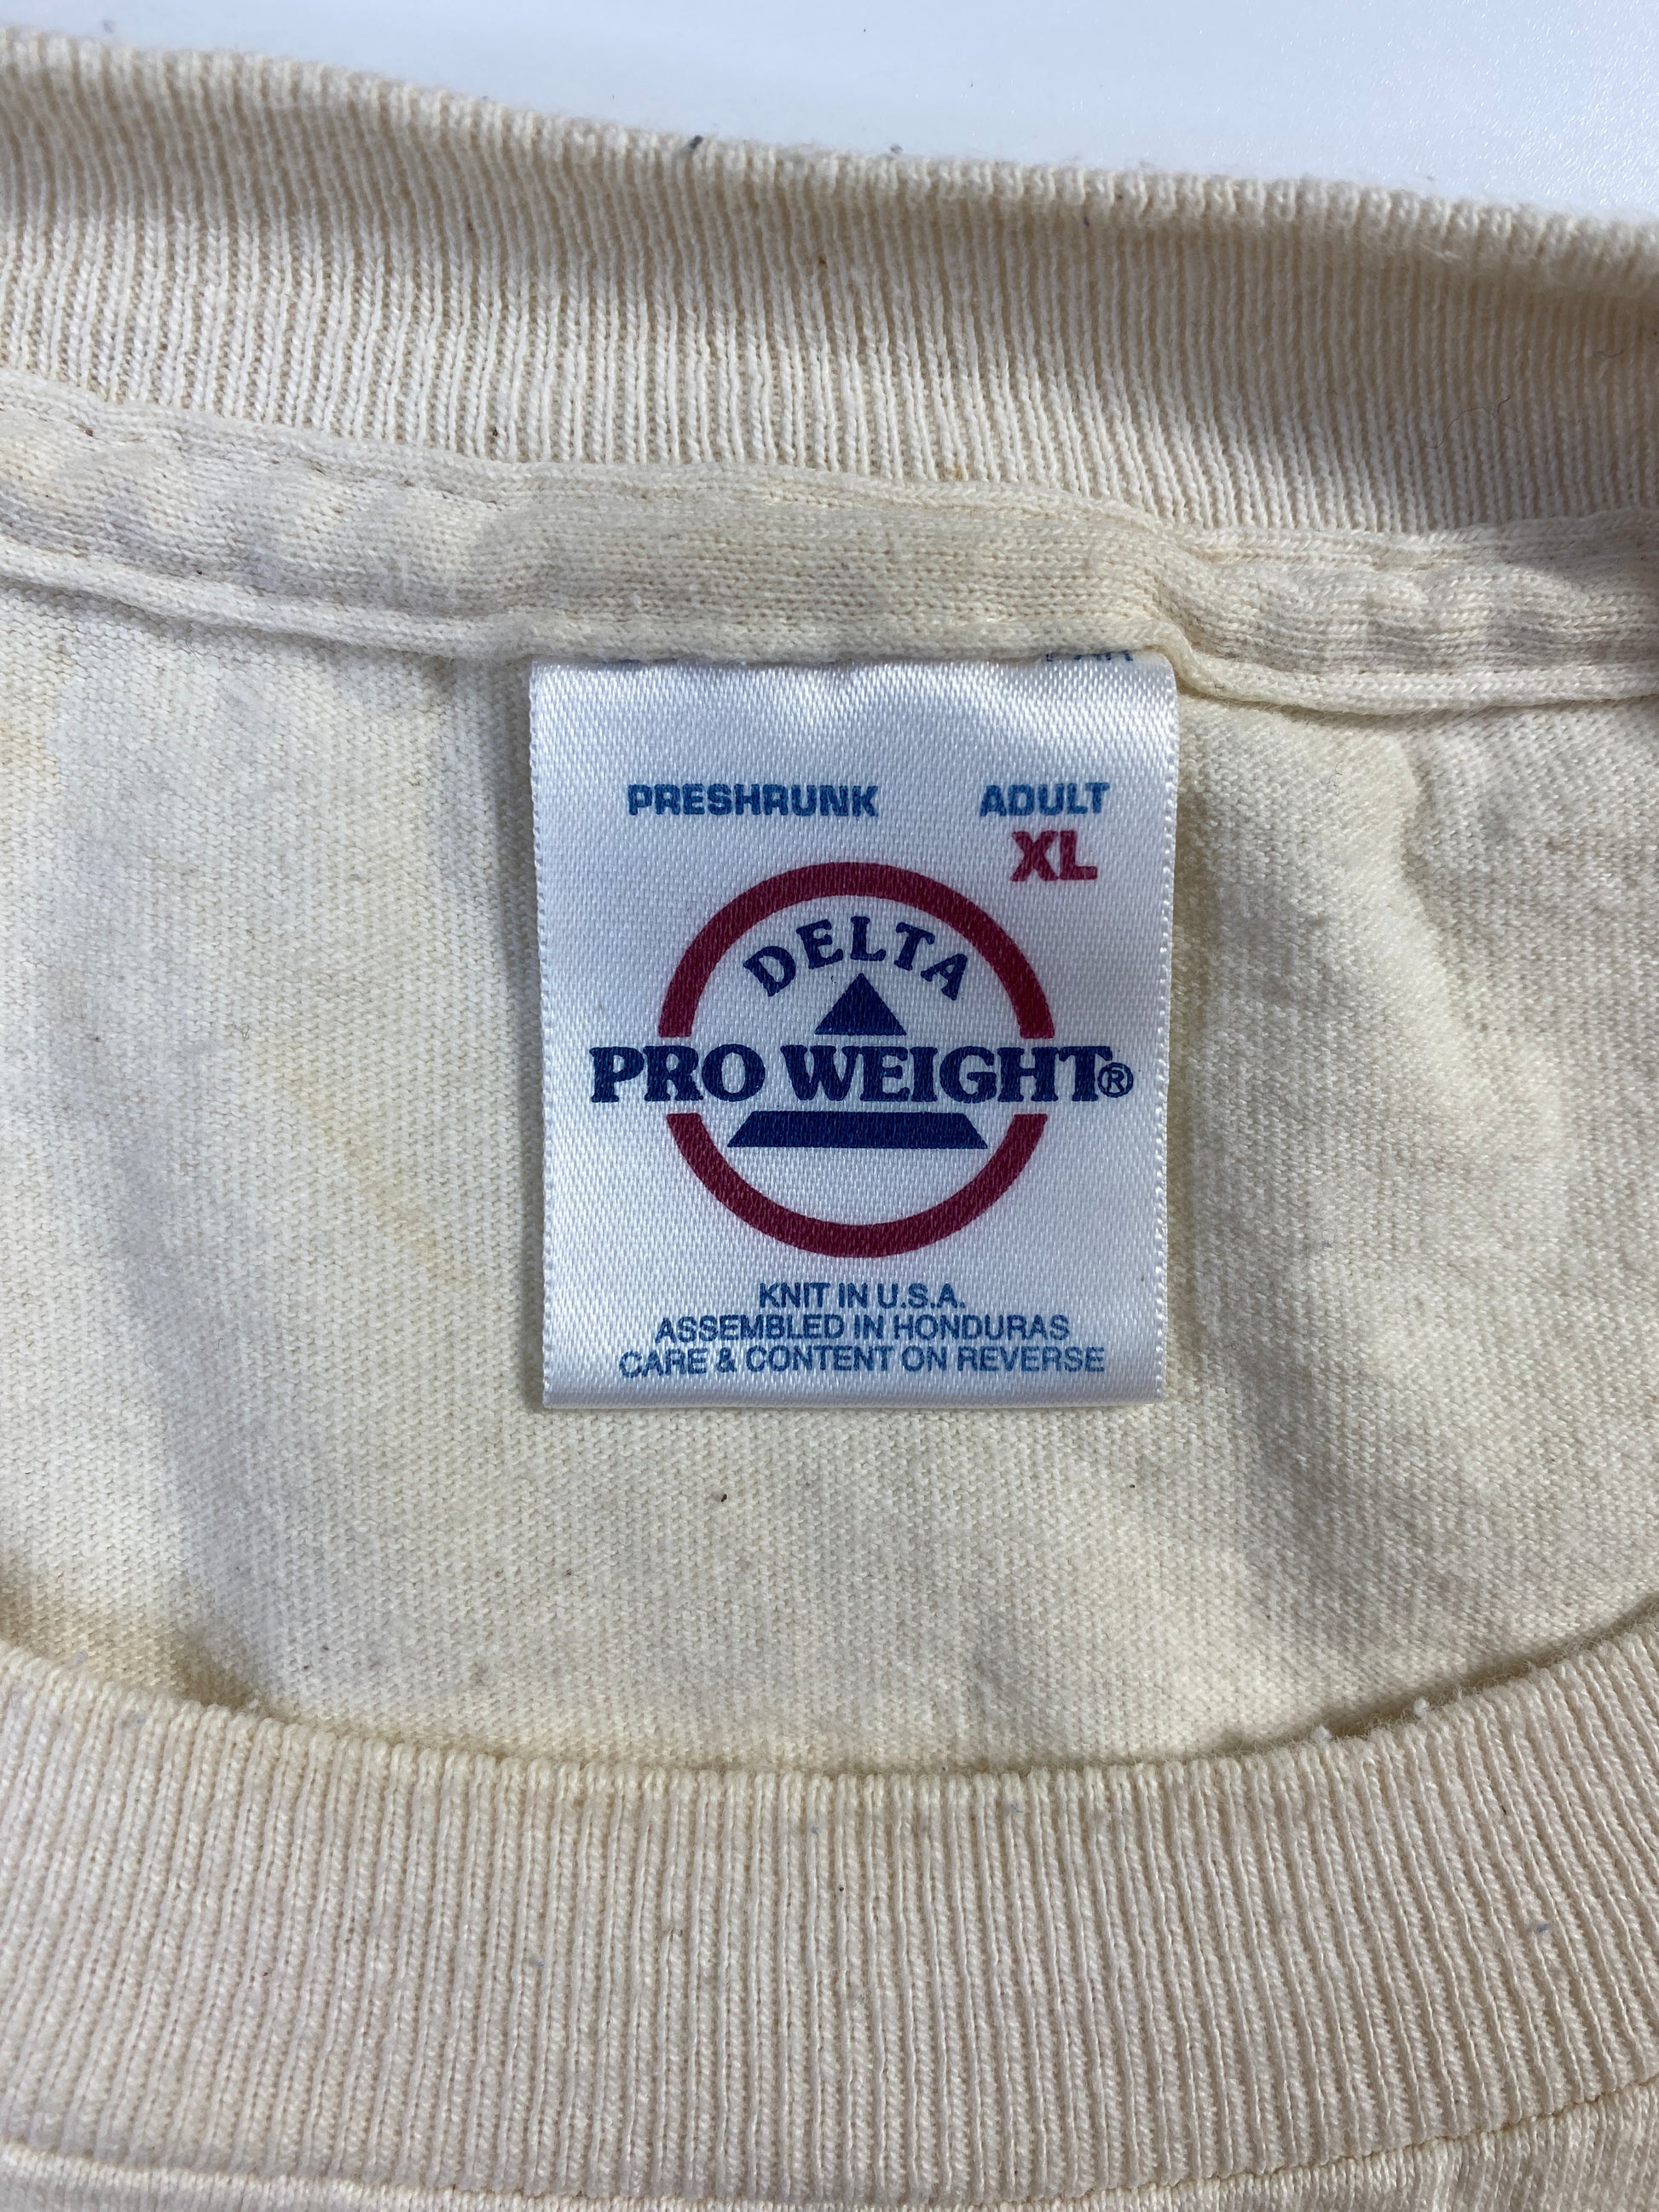 PRESHRUNK ADULT
XL
DELTA
PRO WEIGHT®
KNIT IN U.S.A.
ASSEMBLED IN HONDURAS
CARE & CONTENT ON REVERSE